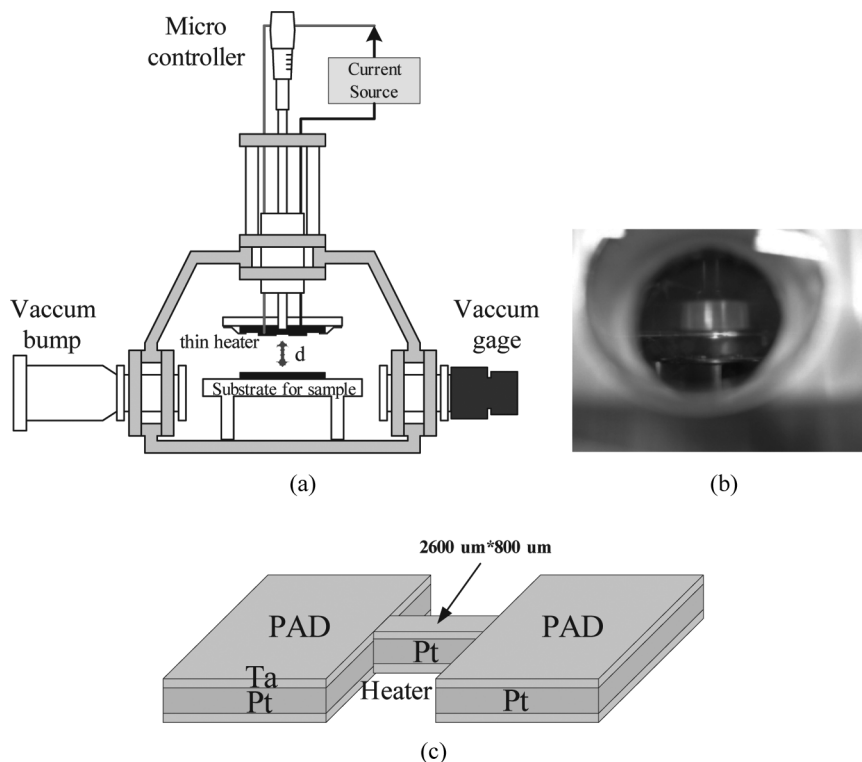 Micro
controller
Current
Source
Vaccum
bump
thin heater
d
Vaccum
gage
Substrate for sample
(a)
(b)
2600 um*800 um
PAD
PAD
Pt
Ta
Heater
Pt
Pt
(c)